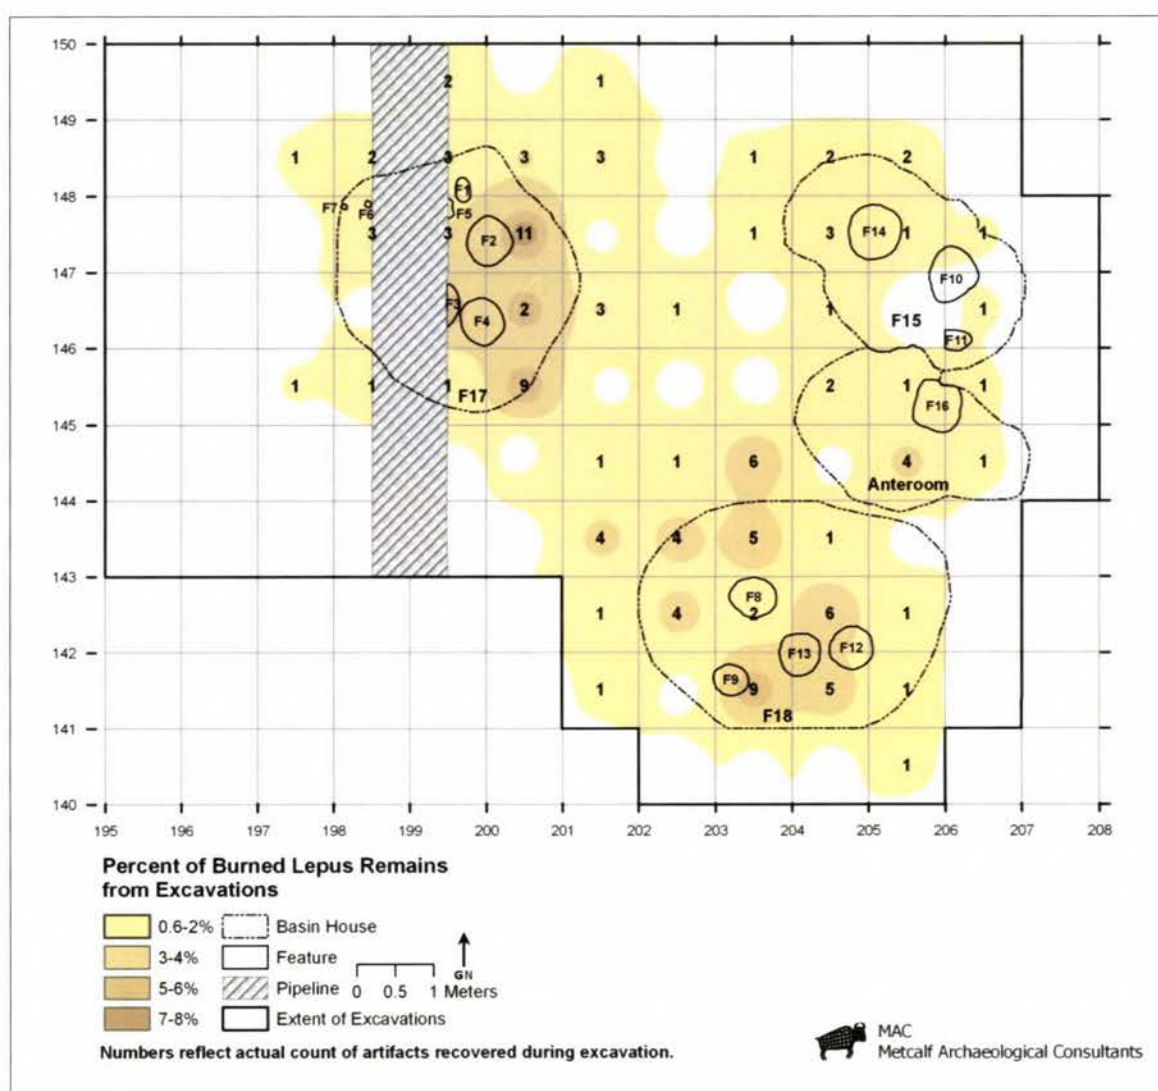 150
2 1
149
1 2 3 3 3 1 2 2
148
F1
F7 F6 F5
3 3 11 1 3 1 1
F2 F14
147
F10
F3 F4 2 3 1 1 F15 1
146
F11
1 1 1 9 2 1 1
F17 F16
145
1 1 6 4 1
Anteroom
144
4 4 5 1
143
F8
1 4 2 6 1
142
F13 F12
F9
1 9 5 1
F18
141
1
140
195 196 197 198 199 200 201 202 203 204 205 206 207 208
Percent of Burned Lepus Remains
from Excavations
0.6-2% Basin House
3-4% Feature
5-6% Pipeline
7-8% Extent of Excavations
GN
0 0.5 1 Meters
Numbers reflect actual count of artifacts recovered during excavation.
MAC
Metcalf Archaeological Consultants